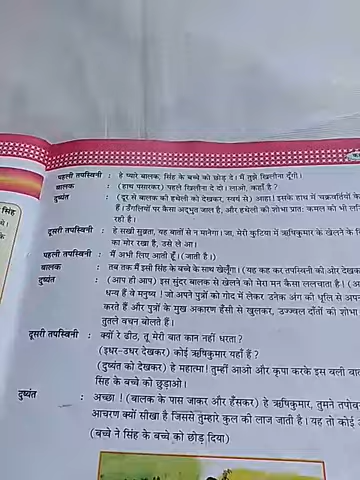 पहली तपस्विनी : हे प्यारे बालक, सिंह के बच्चे को छोड़ दे। मैं तुझे खिलौना दूँगी।
बालक : (हाथ पसारकर) पहले खिलौना दे दो। लाओ, कहाँ है ?
दुष्यंत : (दूर से बालक की हथेली को देखकर, स्वयं से) आहा! इसके हाथ में चक्रवर्तियों के
हैं। उँगलियों पर कैसा अद्भुत जाल है, और हथेली की शोभा प्रातः कमल को भी
रही है।
दूसरी तपस्विनी : हे सखी सुव्रता, यह बातों से न मानेगा। जा, मेरी कुटिया में ऋषिकुमार के खेलने के
का मोर रखा है, उसे ले आ।
पहली तपस्विनी : मैं अभी लिए आती हूँ। (जाती है।)
बालक : तब तक मैं इसी सिंह के बच्चे के साथ खेलूँगा। (यह कह कर तपस्विनी की ओर देखकर
दुष्यंत : (आप ही आप) इस सुंदर बालक से खेलने को मेरा मन कैसा ललचाता है !
धन्य हैं वे मनुष्य ! जो अपने पुत्रों को गोद में लेकर उनके अंग की धूलि से
करते हैं और पुत्रों के मुख अकारण हँसी से खुलकर, उज्ज्वल दाँतों की शोभा
तुतले वचन बोलते हैं।
दूसरी तपस्विनी : क्यों रे ढीठ, तू मेरी बात कान नहीं धरता ?
(इधर-उधर देखकर) कोई ऋषिकुमार यहाँ है ?
(दुष्यंत को देखकर) हे महात्मा! तुम्हीं आओ और कृपा करके इस बली
सिंह के बच्चे को छुड़ाओ।
दुष्यंत : अच्छा ! (बालक के पास जाकर और हँसकर) हे ऋषिकुमार, तुमने
आचरण क्यों सीखा है जिससे तुम्हारे कुल की लाज जाती है। यह तो कोई
(बच्चे ने सिंह के बच्चे को छोड़ दिया)
सिंह